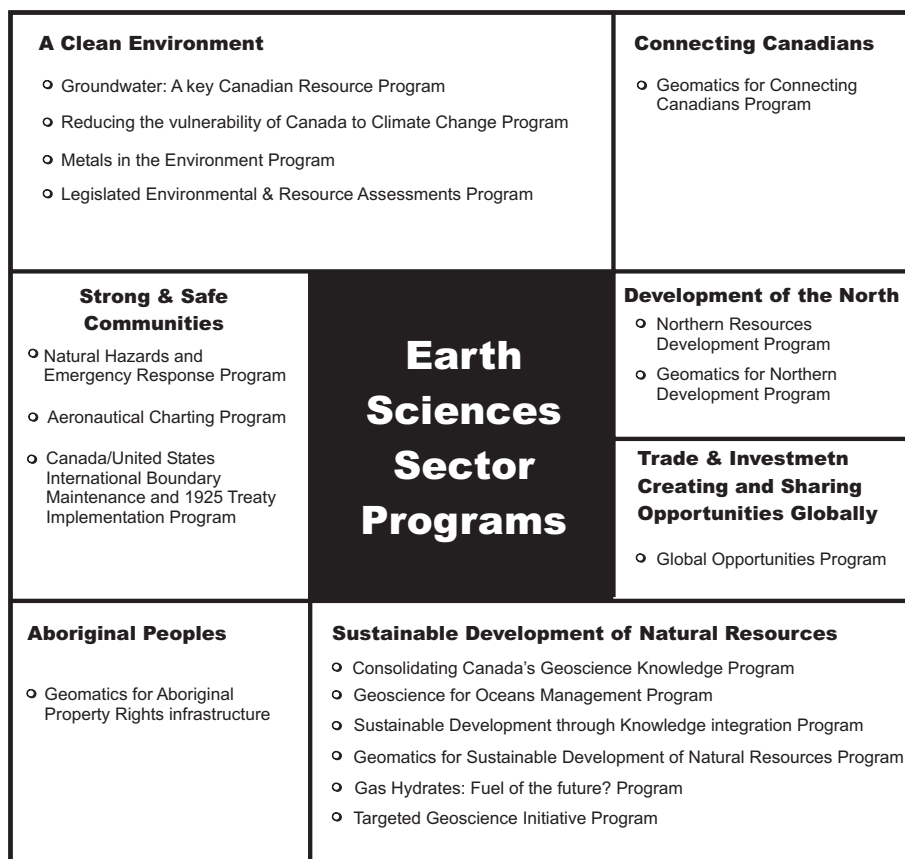 A Clean Environment
Groundwater: A key Canadian Resource Program
Reducing the vulnerability of Canada to Climate Change Program
Metals in the Environment Program
Legislated Environmental & Resource Assessments Program
Connecting Canadians
Geomatics for Connecting
Canadians Program
Strong & Safe
Communities
Natural Hazards and
Emergency Response Program
Aeronautical Charting Program
Canada/United States
International Boundary
Maintenance and 1925 Treaty
Implementation Program
Earth
Sciences
Sector
Programs
Development of the North
Northern Resources
Development Program
Geomatics for Northern
Development Program
Trade & Investmetn
Creating and Sharing
Opportunities Globally
Global Opportunities Program
Aboriginal Peoples
Geomatics for Aboriginal
Property Rights infrastructure
Sustainable Development of Natural Resources
Consolidating Canada's Geoscience Knowledge Program
Geoscience for Oceans Management Program
Sustainable Development through Knowledge integration Program
Geomatics for Sustainable Development of Natural Resources Program
Gas Hydrates: Fuel of the future? Program
Targeted Geoscience Initiative Program